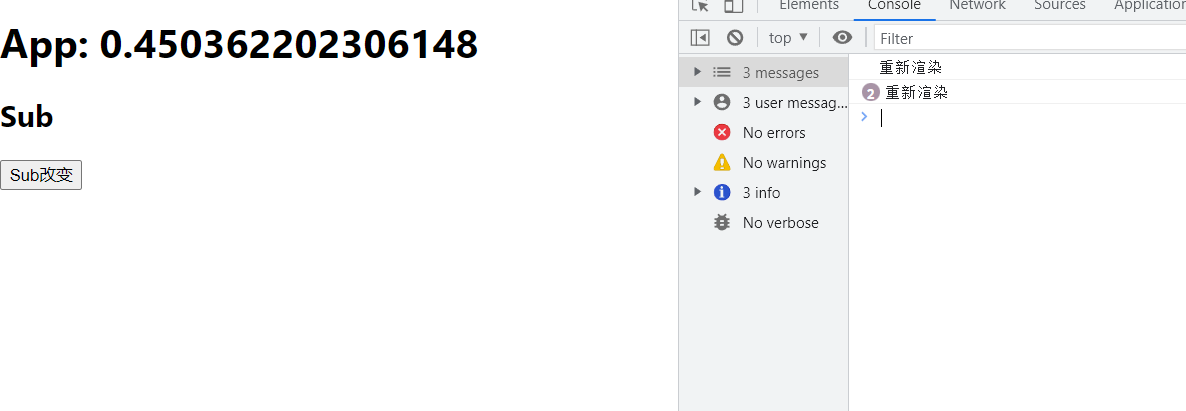 App: 0.450362202306148
Sub
Sub改变
Elements Console Network Sources Application
top Filter
3 messages
3 user messag...
No errors
No warnings
3 info
No verbose
重新渲染
2 重新渲染